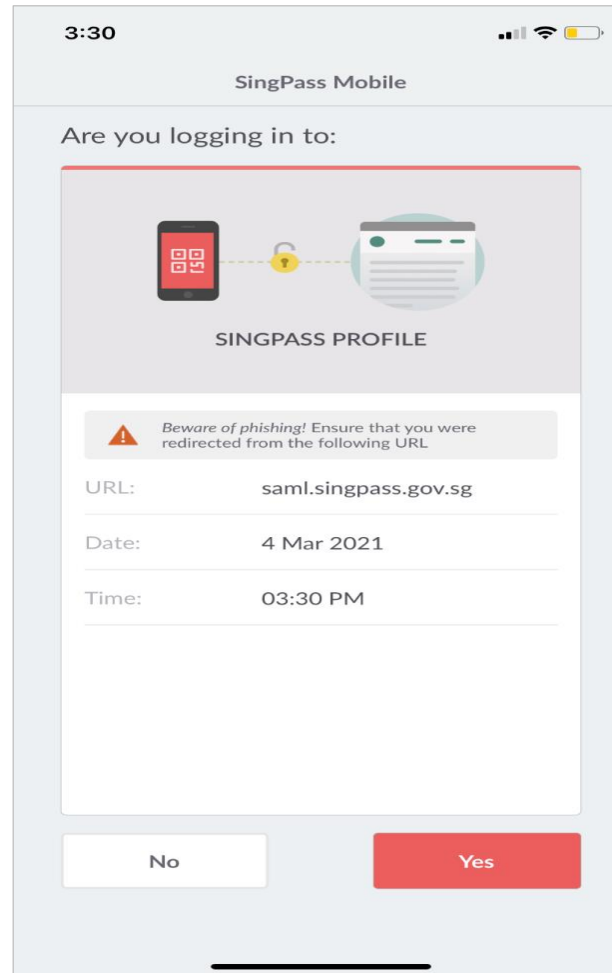 3:30
SingPass Mobile
Are you logging in to:
SINGPASS PROFILE
Beware of phishing! Ensure that you were
redirected from the following URL
URL: saml.singpass.gov.sg
Date: 4 Mar 2021
Time: 03:30 PM
No Yes